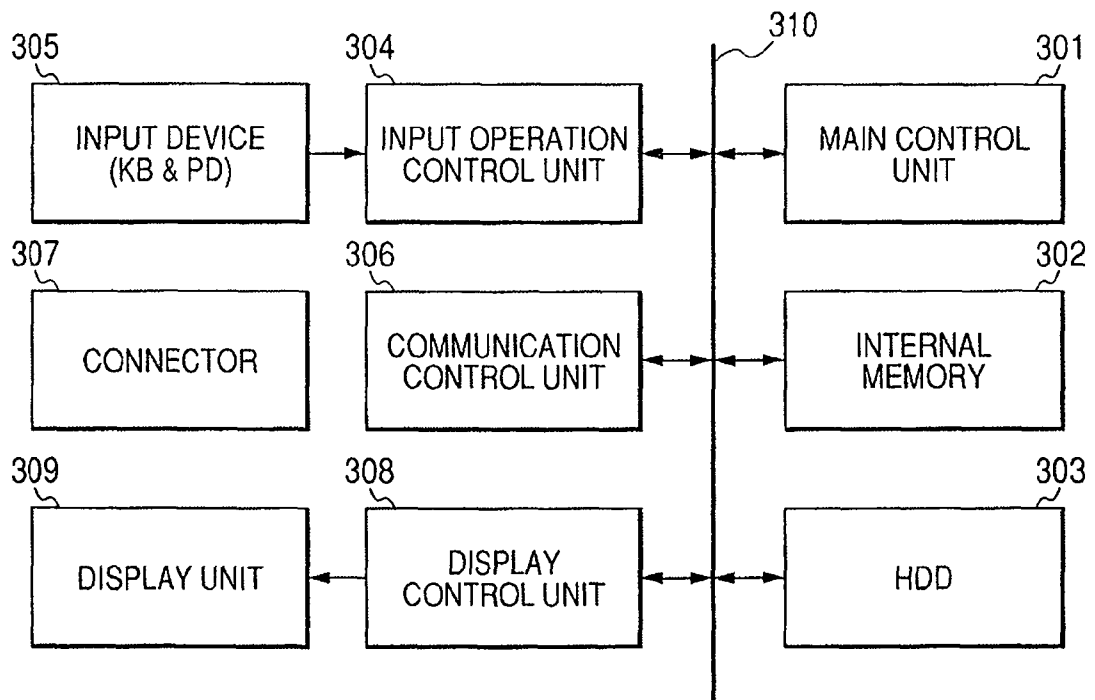 305
304
310
301
INPUT DEVICE
(KB & PD)
INPUT OPERATION
CONTROL UNIT
MAIN CONTROL
UNIT
307
306
302
CONNECTOR
COMMUNICATION
CONTROL UNIT
INTERNAL
MEMORY
309
308
303
DISPLAY UNIT
DISPLAY
CONTROL UNIT
HDD